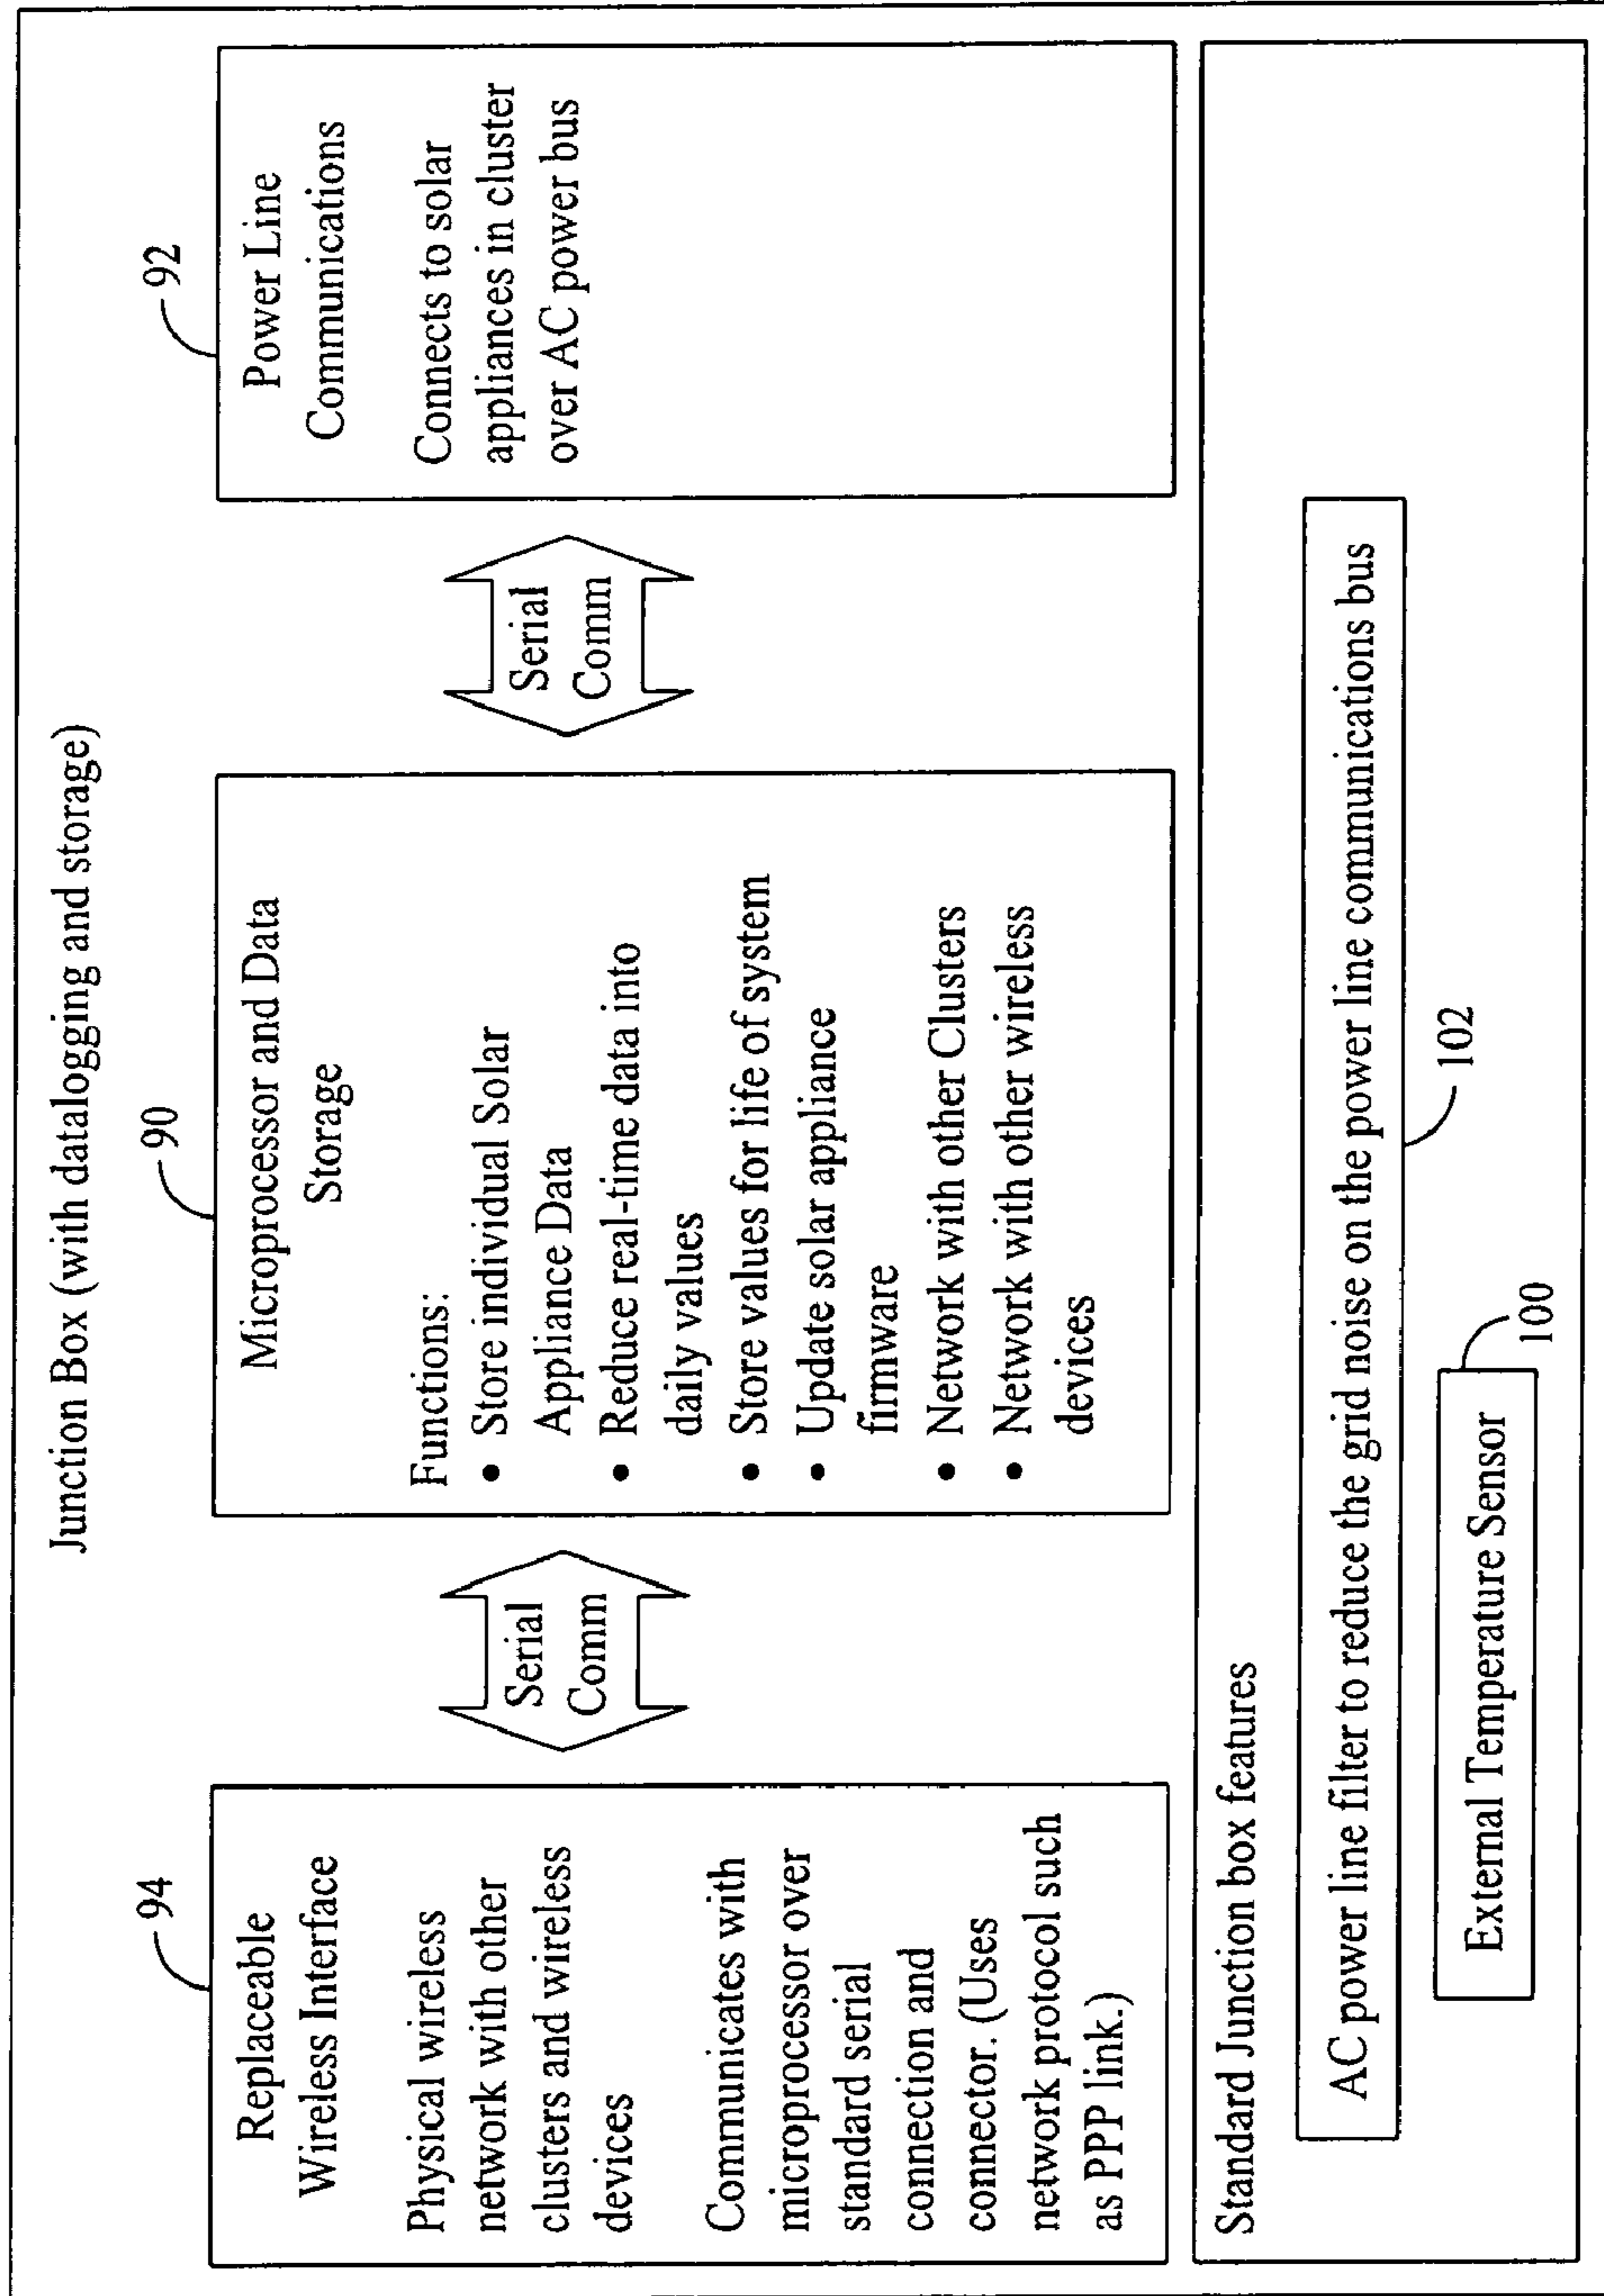 Junction Box (with datalogging and storage)
94
Replaceable
Wireless Interface
Physical wireless
network with other
clusters and wireless
devices
Communicates with
microprocessor over
standard serial
connection and
connector. (Uses
network protocol such
as PPP link.)
Serial
Comm
90
Microprocessor and Data
Storage
Functions:
• Store individual Solar
Appliance Data
• Reduce real-time data into
daily values
• Store values for life of system
• Update solar appliance
firmware
• Network with other Clusters
• Network with other wireless
devices
Serial
Comm
92
Power Line
Communications
Connects to solar
appliances in cluster
over AC power bus
Standard Junction box features
AC power line filter to reduce the grid noise on the power line communications bus
102
External Temperature Sensor
100